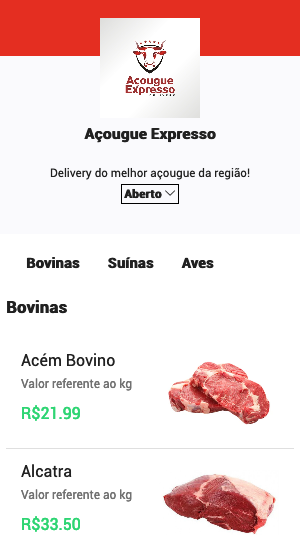 Açougue
Expresso
Açougue Expresso
Delivery do melhor açougue da região!
Aberto
Bovinas Suínas Aves
Bovinas
Acém Bovino
Valor referente ao kg
R$21.99
Alcatra
Valor referente ao kg
R$33.50